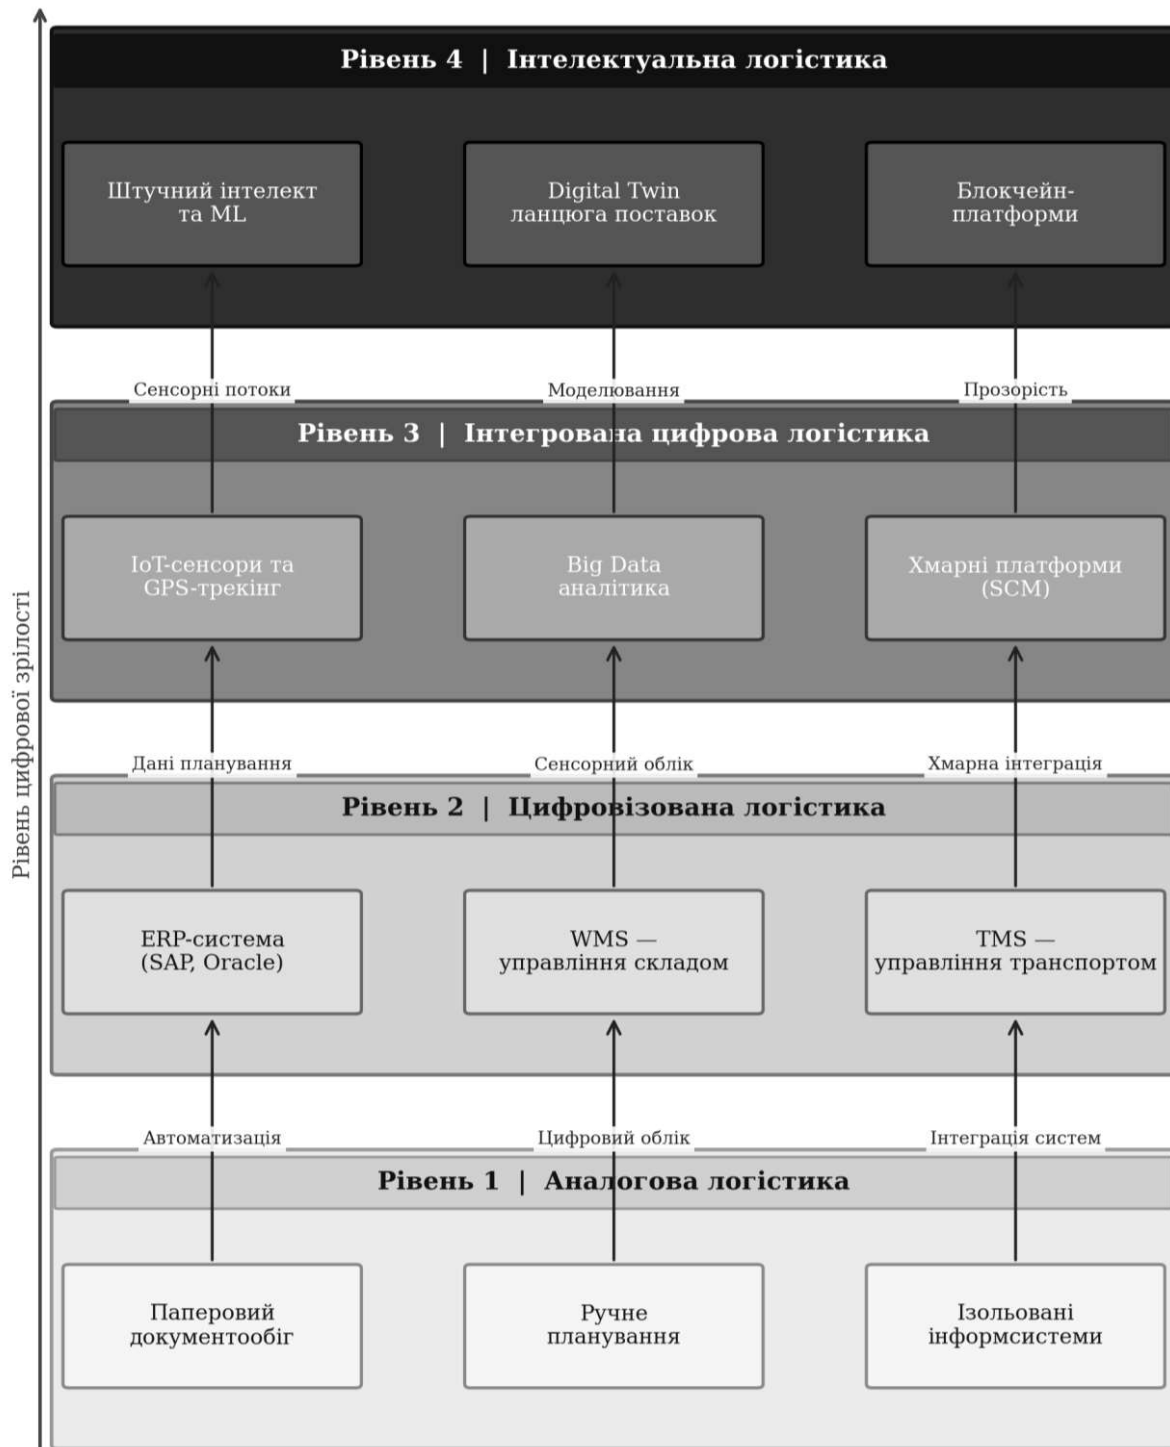 Рівень 4 | Інтелектуальна логістика
Штучний інтелект
та ML
Digital Twin
ланцюга поставок
Блокчейн-
платформи
Сенсорні потоки
Моделювання
Прозорість
Рівень 3 | Інтегрована цифрова логістика
IoT-сенсори та
GPS-трекінг
Big Data
аналітика
Хмарні платформи
(SCM)
Рівень цифрової зрілості
Дані планування
Сенсорний облік
Хмарна інтеграція
Рівень 2 | Цифровізована логістика
ERP-система
(SAP, Oracle)
WMS —
управління складом
TMS —
управління транспортом
Автоматизація
Цифровий облік
Інтеграція систем
Рівень 1 | Аналогова логістика
Паперовий
документообіг
Ручне
планування
Ізольовані
інформсистеми